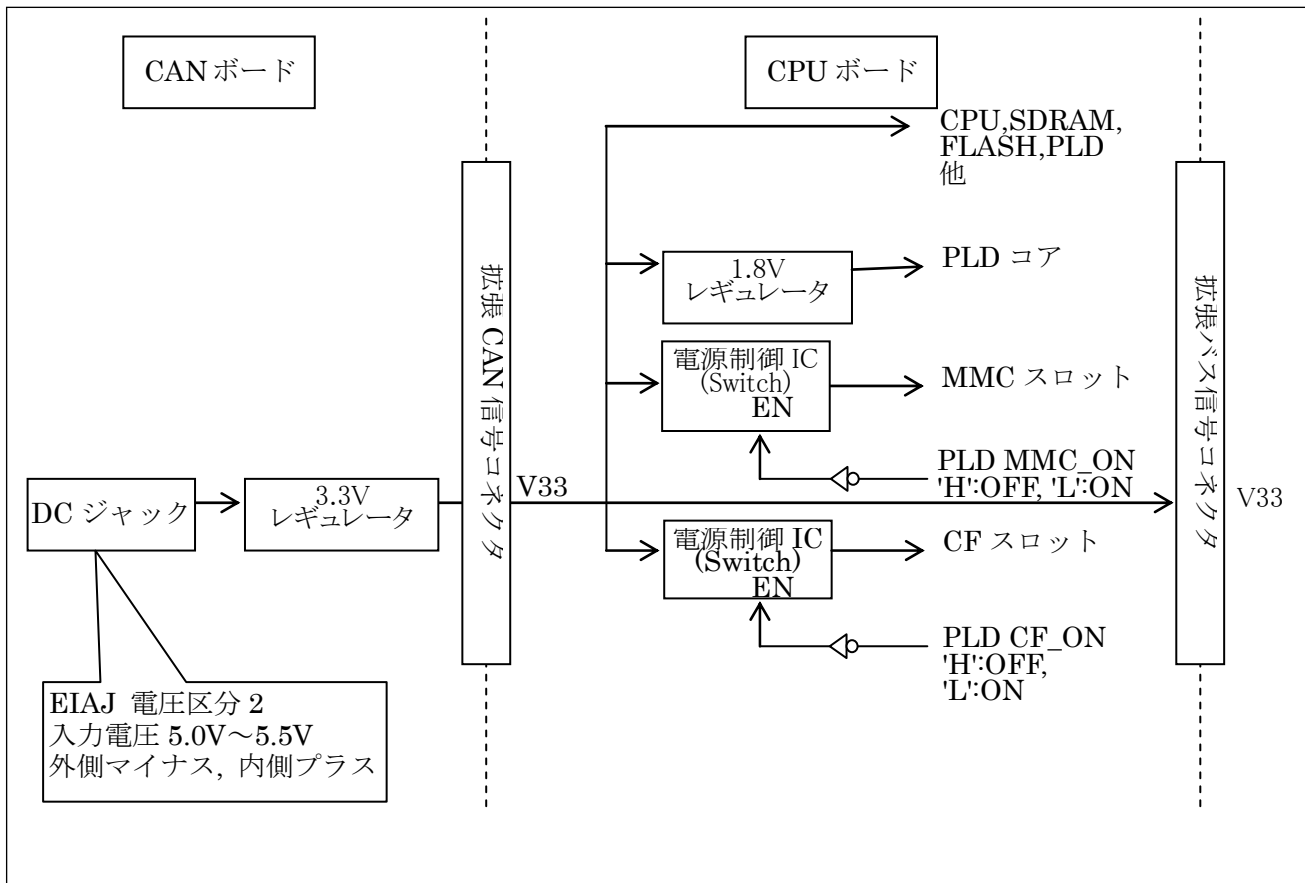 CAN ボード
CPU ボード
CPU,SDRAM,
FLASH,PLD
他
1.8V
レギュレータ
PLD コア
電源制御 IC
(Switch)
EN
MMC スロット
PLD MMC_ON
'H':OFF, 'L':ON
DC ジャック
3.3V
レギュレータ
拡張 CAN 信号コネクタ
V33
拡張バス信号コネクタ
V33
電源制御 IC
(Switch)
EN
CF スロット
PLD CF_ON
'H':OFF,
'L':ON
EIAJ 電圧区分 2
入力電圧 5.0V～5.5V
外側マイナス, 内側プラス